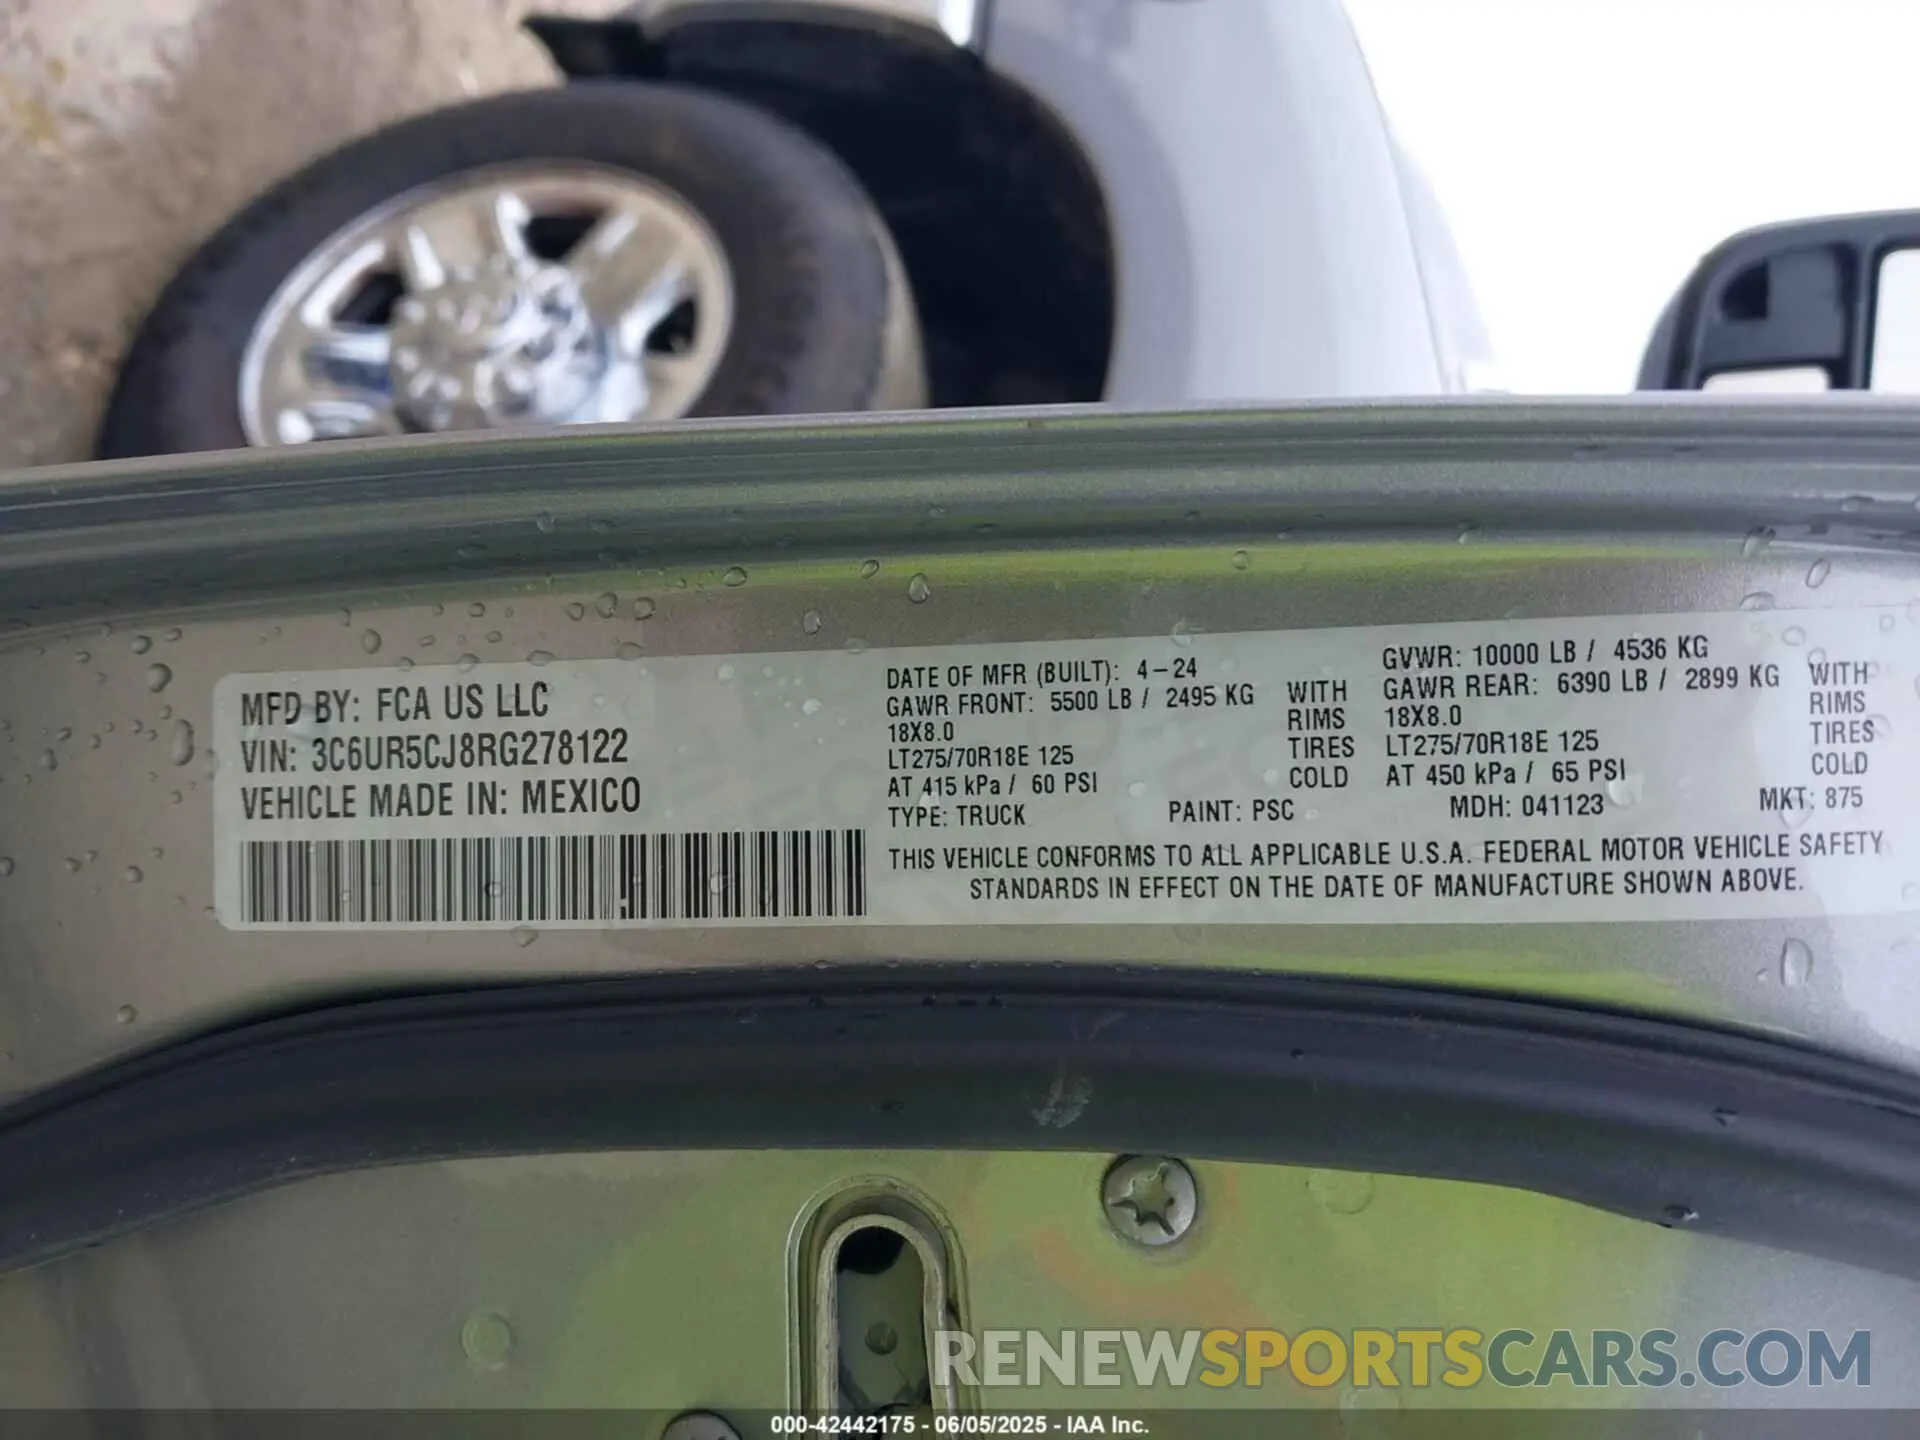 MFD BY: FCA US LLC
VIN: 3C6UR5CJ8RG278122
VEHICLE MADE IN: MEXICO
DATE OF MFR (BUILT): 4-24
GAWR FRONT: 5500 LB / 2495 KG WITH
18X8.0 RIMS
LT275/70R18E 125 TIRES
AT 415 kPa / 60 PSI COLD
GVWR: 10000 LB / 4536 KG
GAWR REAR: 6390 LB / 2899 KG WITH
18X8.0 RIMS
LT275/70R18E 125 TIRES
AT 450 kPa / 65 PSI COLD
TYPE: TRUCK PAINT: PSC MDH: 041123 MKT: 875
THIS VEHICLE CONFORMS TO ALL APPLICABLE U.S.A. FEDERAL MOTOR VEHICLE SAFETY
STANDARDS IN EFFECT ON THE DATE OF MANUFACTURE SHOWN ABOVE.
RENEWSPORTSCARS.COM
000-42442175 - 06/05/2025 - IAA Inc.